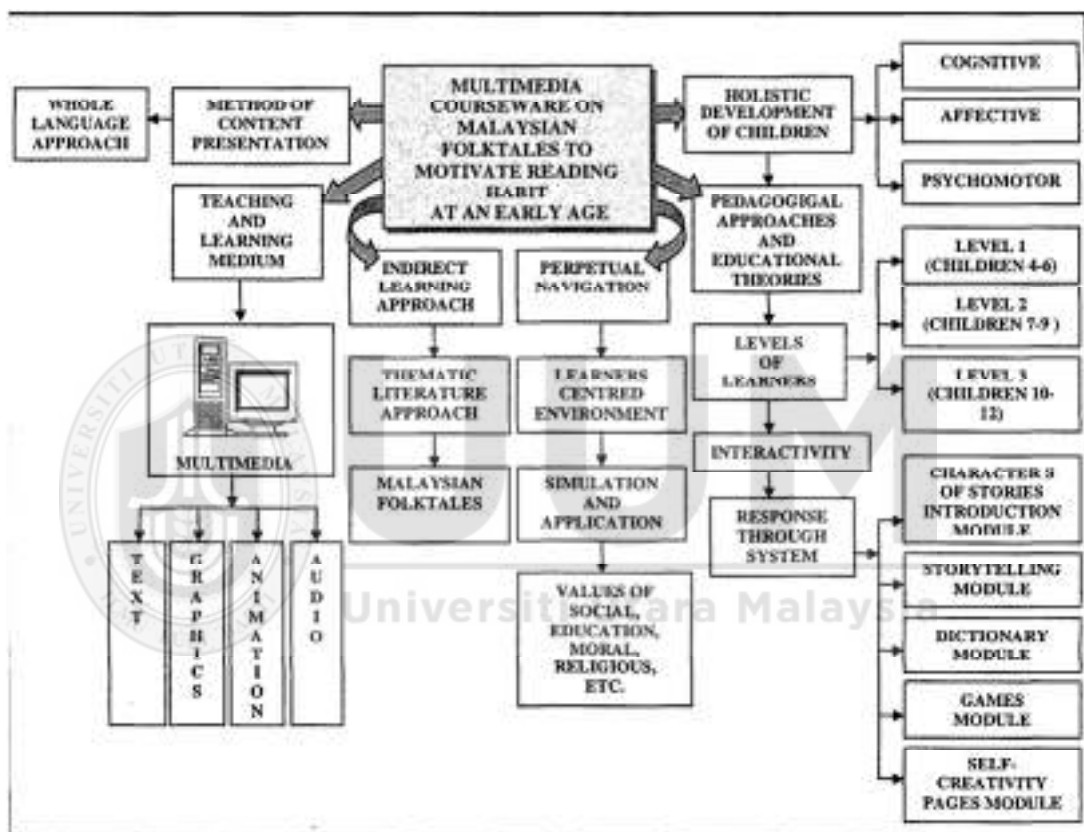 MULTIMEDIA
COURSEWARE ON
MALAYSIAN
FOLKTALES TO
MOTIVATE READING
HABIT
AT AN EARLY AGE
METHOD OF
CONTENT
PRESENTATION
WHOLE
LANGUAGE
APPROACH
TEACHING
AND
LEARNING
MEDIUM
MULTIMEDIA
TEXT
GRAPHICS
ANIMATION
AUDIO
INDIRECT
LEARNING
APPROACH
THEMATIC
LITERATURE
APPROACH
MALAYSIAN
FOLKTALES
PERPETUAL
NAVIGATION
LEARNERS
CENTRED
ENVIRONMENT
SIMULATION
AND
APPLICATION
VALUES OF
SOCIAL,
EDUCATION,
MORAL,
RELIGIOUS,
ETC.
HOLISTIC
DEVELOPMENT
OF CHILDREN
COGNITIVE
AFFECTIVE
PSYCHOMOTOR
PEDAGOGIGAL
APPROACHES
AND
EDUCATIONAL
THEORIES
LEVELS
OF
LEARNERS
LEVEL 1
(CHILDREN 4-6)
LEVEL 2
(CHILDREN 7-9 )
LEVEL 3
(CHILDREN 10-
12)
INTERACTIVITY
RESPONSE
THROUGH
SYSTEM
CHARACTER S
OF STORIES
INTRODUCTION
MODULE
STORYTELLING
MODULE
DICTIONARY
MODULE
GAMES
MODULE
SELF-
CREATIVITY
PAGES MODULE
UUM
Universiti Utara Malaysia